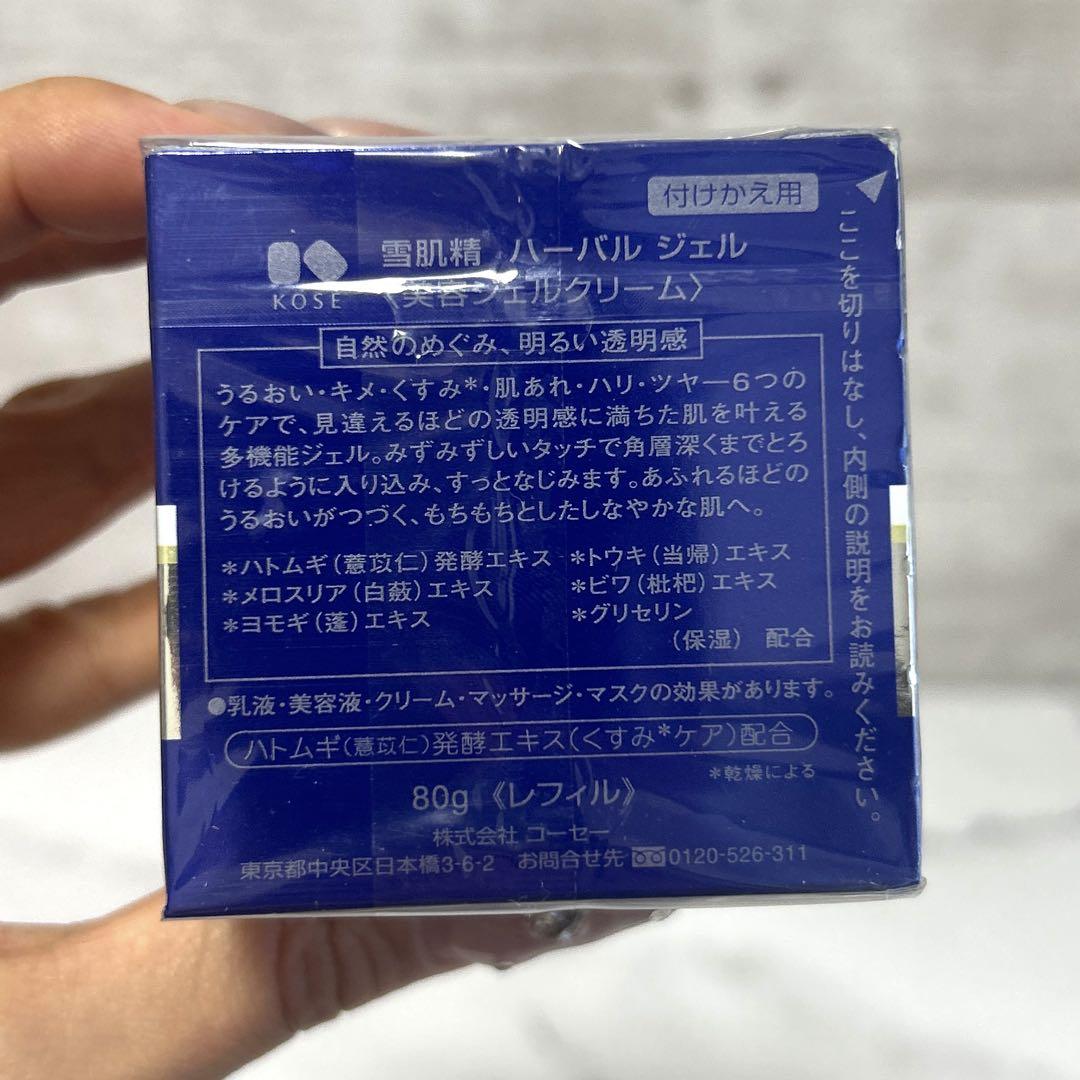 付けかえ用
KOSE
雪肌精 ハーバル ジェル
〈美容ジェルクリーム〉
自然のめぐみ、明るい透明感
うるおい・キメ・くすみ*・肌あれ・ハリ・ツヤー6つの
ケアで、見違えるほどの透明感に満ちた肌を叶える
多機能ジェル。みずみずしいタッチで角層深くまでとろ
けるように入り込み、すっとなじみます。あふれるほどの
うるおいがつづく、もちもちとしたしなやかな肌へ。
*ハトムギ(薏苡仁)発酵エキス *トウキ(当帰)エキス
*メロスリア(白蘞)エキス *ビワ(枇杷)エキス
*ヨモギ(蓬)エキス *グリセリン
(保湿) 配合
●乳液・美容液・クリーム・マッサージ・マスクの効果があります。
ハトムギ(薏苡仁)発酵エキス(くすみ*ケア)配合
*乾燥による
80g《レフィル》
株式会社 コーセー
東京都中央区日本橋3-6-2 お問合せ先 0120-526-311
ここを切りはなし、内側の説明をお読みください。